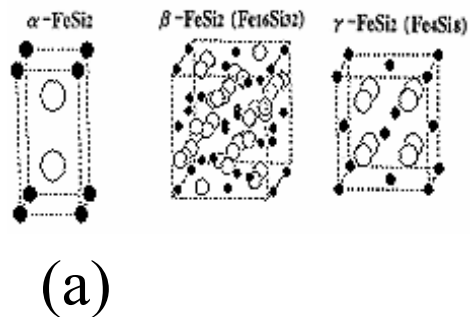 α-FeSi2 β-FeSi2 (Fe16Si32) γ-FeSi2 (Fe4Si8)
(a)